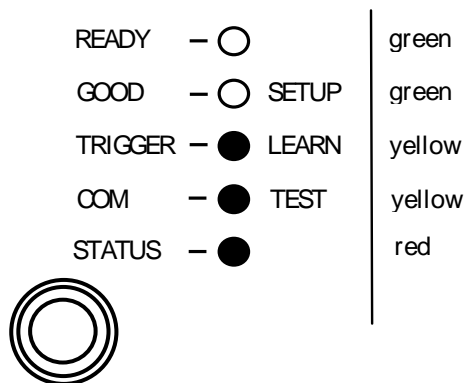 READY green
GOOD SETUP green
TRIGGER LEARN yellow
COM TEST yellow
STATUS red